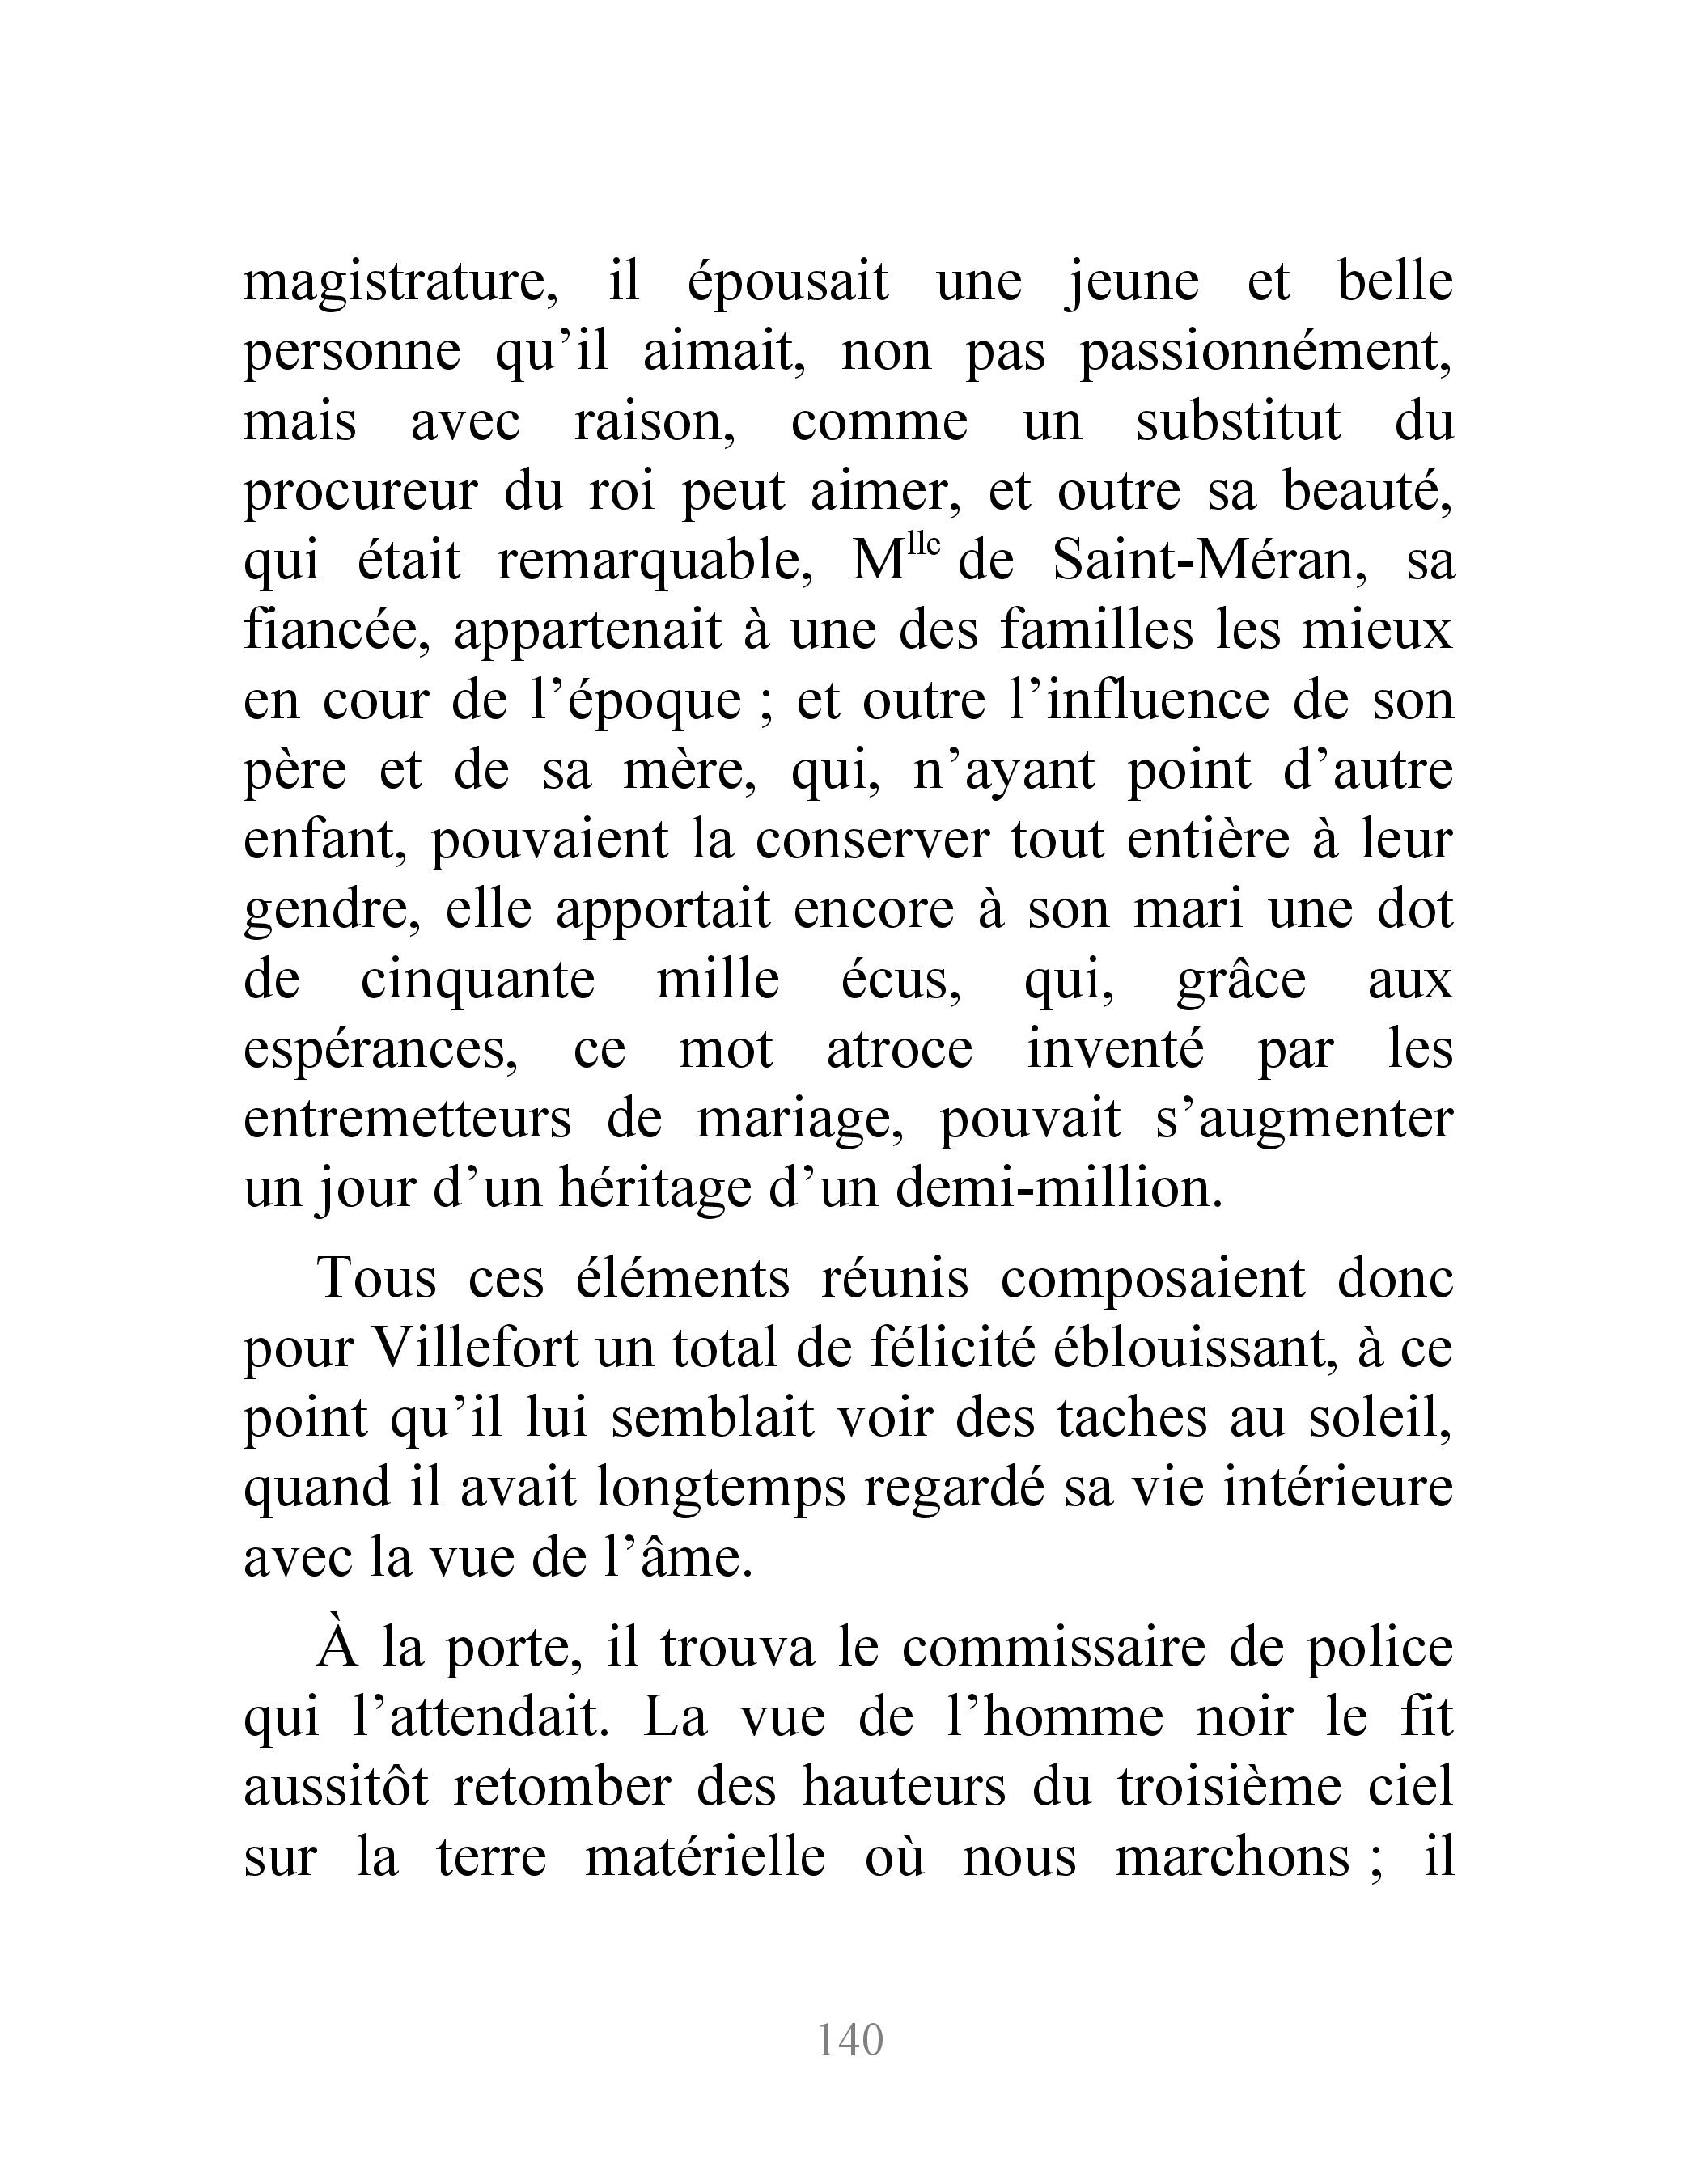 magistrature, il épousait une jeune et belle
personne qu’il aimait, non pas passionnément,
mais avec raison, comme un substitut du
procureur du roi peut aimer, et outre sa beauté,
qui était remarquable, Mlle de Saint-Méran, sa
fiancée, appartenait à une des familles les mieux
en cour de l’époque ; et outre l’influence de son
père et de sa mère, qui, n’ayant point d’autre
enfant, pouvaient la conserver tout entière à leur
gendre, elle apportait encore à son mari une dot
de cinquante mille écus, qui, grâce aux
espérances, ce mot atroce inventé par les
entremetteurs de mariage, pouvait s’augmenter
un jour d’un héritage d’un demi-million.
Tous ces éléments réunis composaient donc
pour Villefort un total de félicité éblouissant, à ce
point qu’il lui semblait voir des taches au soleil,
quand il avait longtemps regardé sa vie intérieure
avec la vue de l’âme.
À la porte, il trouva le commissaire de police
qui l’attendait. La vue de l’homme noir le fit
aussitôt retomber des hauteurs du troisième ciel
sur la terre matérielle où nous marchons ; il
140